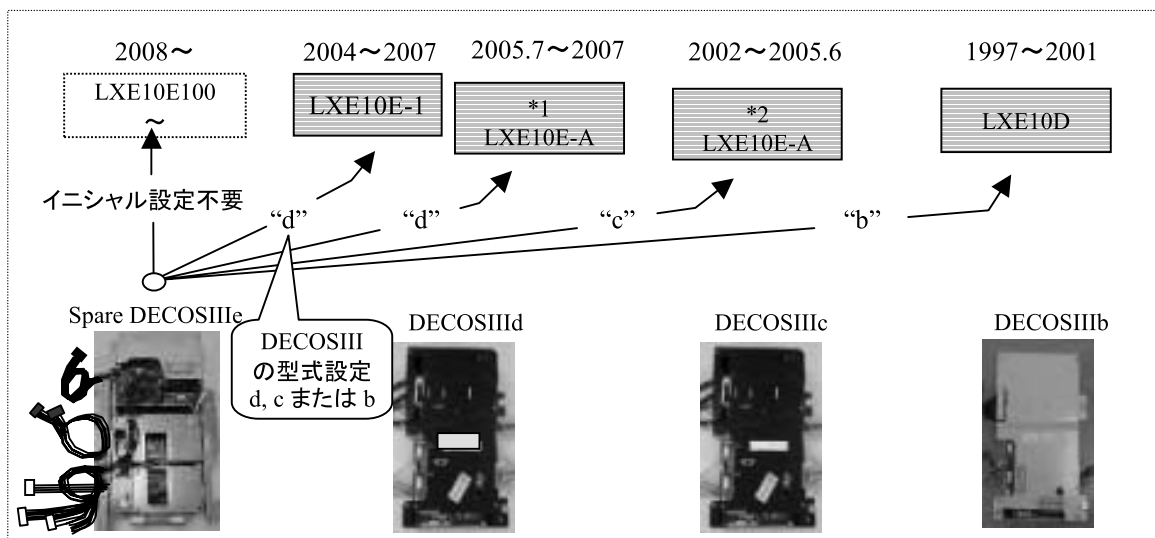 2008～
2004～2007
2005.7～2007
2002～2005.6
1997～2001
LXE10E100
～
LXE10E-1
*1
LXE10E-A
*2
LXE10E-A
LXE10D
イニシャル設定不要
“d”
“d”
“c”
“b”
Spare DECOSIIIe
DECOSIII
の型式設定
d, c または b
DECOSIIId
DECOSIIIc
DECOSIIIb